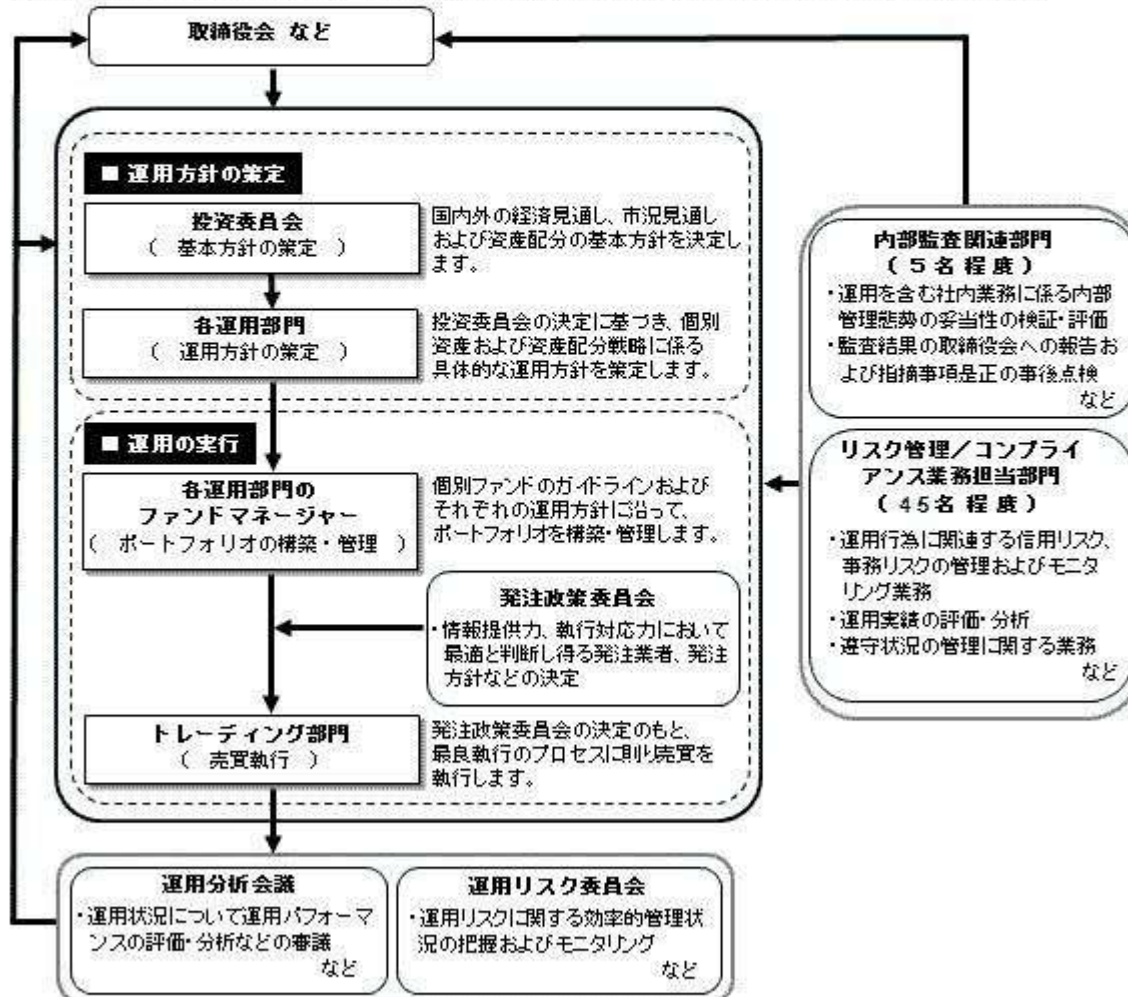 取締役会 など
■ 運用方針の策定
投資委員会
（ 基本方針の策定 ）
国内外の経済見通し、市況見通し
および資産配分の基本方針を決定し
ます。
各運用部門
（ 運用方針の策定 ）
投資委員会の決定に基づき、個別
資産および資産配分戦略に係る
具体的な運用方針を策定します。
■ 運用の実行
各運用部門の
ファンドマネージャー
（ ポートフォリオの構築・管理 ）
個別ファンドのガイドラインおよび
それぞれの運用方針に沿って、
ポートフォリオを構築・管理します。
発注政策委員会
・情報提供力、執行対応力において
最適と判断し得る発注業者、発注
方針などの決定
トレーディング部門
（ 売買執行 ）
発注政策委員会の決定のもと、
最良執行のプロセスに則り売買を
執行します。
運用分析会議
・運用状況について運用パフォーマ
ンスの評価・分析などの審議
など
運用リスク委員会
・運用リスクに関する効率的管理状
況の把握およびモニタリング
など
内部監査関連部門
（ 5名程度 ）
・運用を含む社内業務に係る内部
管理態勢の妥当性の検証・評価
・監査結果の取締役会への報告お
よび指摘事項是正の事後点検
など
リスク管理／コンプライ
アンス業務担当部門
（ 45名程度 ）
・運用行為に関連する信用リスク、
事務リスクの管理およびモニタ
リング業務
・運用実績の評価・分析
・遵守状況の管理に関する業務
など